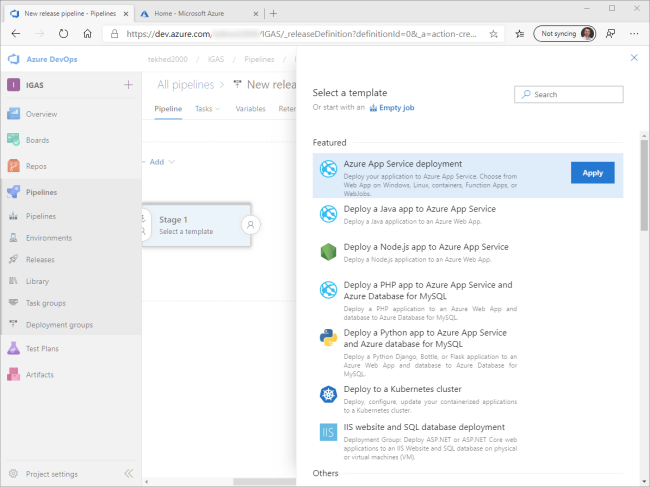 New release pipeline - Pipelines
Home - Microsoft Azure
https://dev.azure.com/
/IGAS/_releaseDefinition?definitionId=0&_a=action-cre...
Not syncing
Azure DevOps
tekhed2000 / IGAS / Pipelines /
I
IGAS
All pipelines
New relea
Overview
Pipeline
Tasks
Variables
Reten
Boards
Repos
Add
Pipelines
Pipelines
Stage 1
Select a template
Environments
Releases
Library
Task groups
Deployment groups
Test Plans
Artifacts
Project settings
Select a template
Or start with an Empty job
Search
Featured
Azure App Service deployment
Deploy your application to Azure App Service. Choose from
Web App on Windows, Linux, containers, Function Apps, or
WebJobs.
Apply
Deploy a Java app to Azure App Service
Deploy a Java application to an Azure Web App.
Deploy a Node.js app to Azure App Service
Deploy a Node.js application to an Azure Web App.
Deploy a PHP app to Azure App Service and
Azure Database for MySQL
Deploy a PHP application to an Azure Web App and
database to Azure Database for MySQL.
Deploy a Python app to Azure App Service
and Azure database for MySQL
Deploy a Python Django, Bottle, or Flask application to an
Azure Web App and database to Azure Database for
MySQL.
Deploy to a Kubernetes cluster
Deploy, configure, update your containerized applications
to a Kubernetes cluster.
IIS
IIS website and SQL database deployment
Deployment Group: Deploy ASP.NET or ASP.NET Core web
applications to an IIS Website and SQL database on physical
or virtual machines (VM).
Others